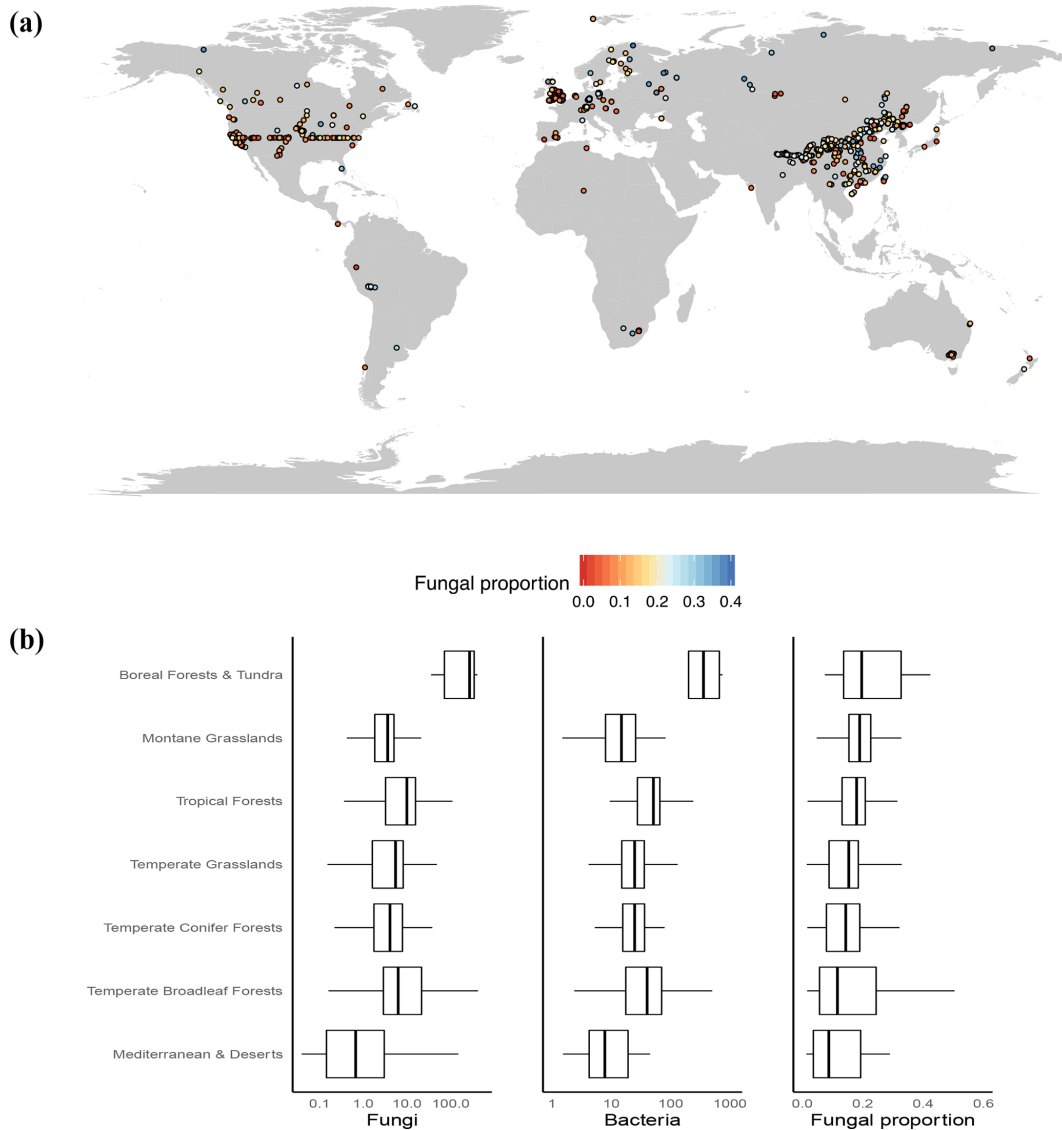 (a)
Fungal proportion
0.0 0.1 0.2 0.3 0.4
(b)
Boreal Forests & Tundra
Montane Grasslands
Tropical Forests
Temperate Grasslands
Temperate Conifer Forests
Temperate Broadleaf Forests
Mediterranean & Deserts
0.1 1.0 10.0 100.0
1 10 100 1000
0.0 0.2 0.4 0.6
Fungi
Bacteria
Fungal proportion